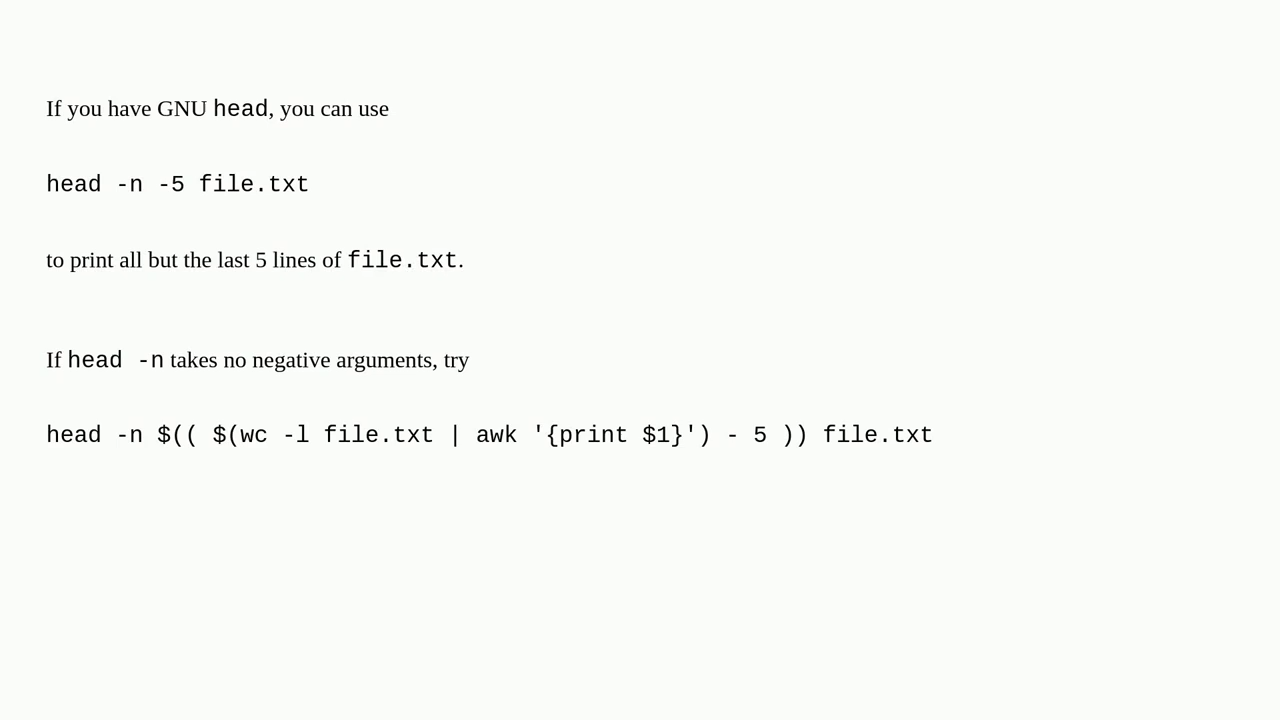 If you have GNU head, you can use
head -n -5 file.txt
to print all but the last 5 lines of file.txt.
If head -n takes no negative arguments, try
head -n $(( $(wc -l file.txt | awk '{print $1}') - 5 )) file.txt